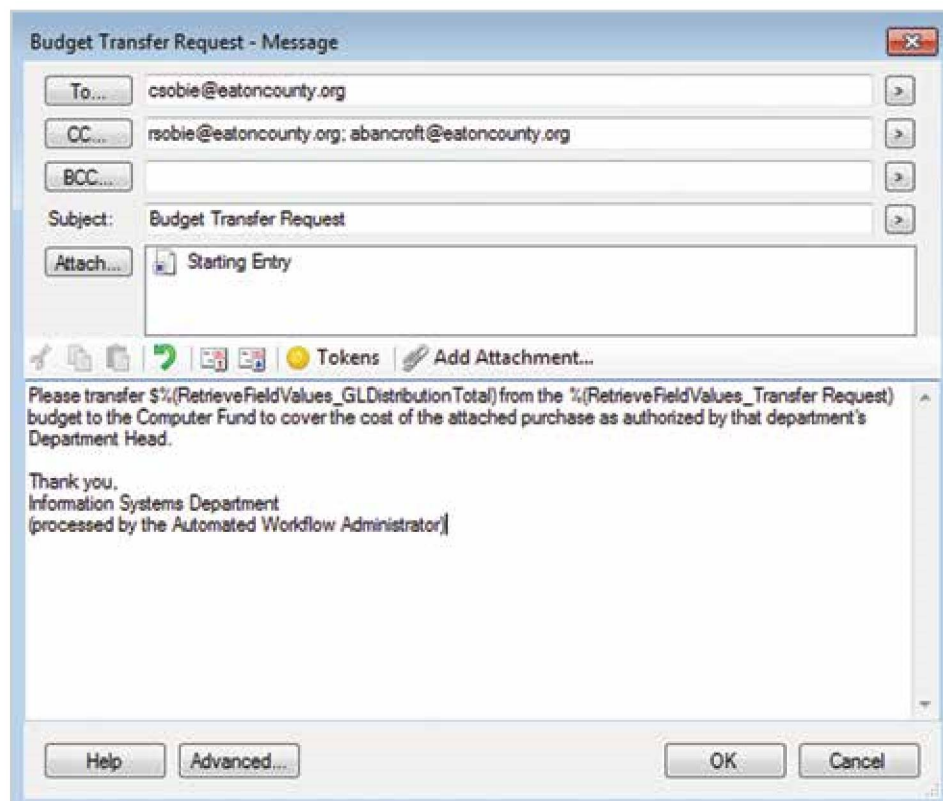 Budget Transfer Request - Message
To... csobie@eatoncounty.org >
CC... rsobie@eatoncounty.org; abancroft@eatoncounty.org >
BCC... >
Subject: Budget Transfer Request >
Attach... Starting Entry
Tokens Add Attachment...
Please transfer $%(RetrieveFieldValues_GLDistributionTotal) from the %(RetrieveFieldValues_Transfer Request)
budget to the Computer Fund to cover the cost of the attached purchase as authorized by that department's
Department Head.
Thank you,
Information Systems Department
(processed by the Automated Workflow Administrator)
Help Advanced... OK Cancel